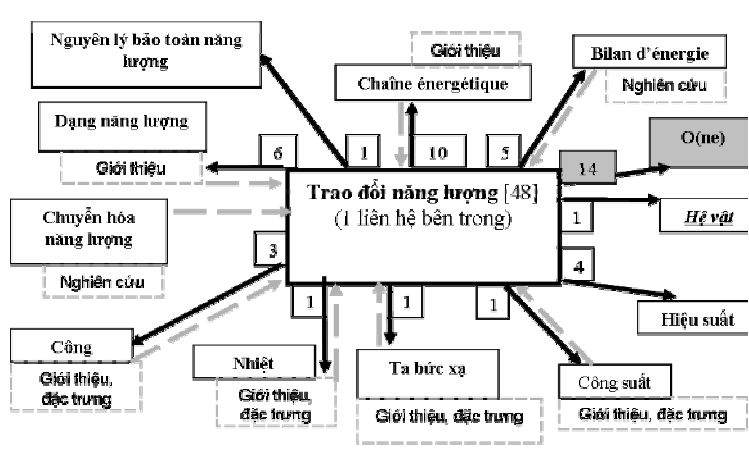 Nguyên lý bảo toàn năng
lượng
Giới thiệu
Chaîne énergétique
Bilan d'énergie
Nghiên cứu
Dạng năng lượng
Giới thiệu
O(ne)
6
1
10
5
14
Trao đổi năng lượng [48]
(1 liên hệ bên trong)
Chuyển hóa
năng lượng
Nghiên cứu
1
Hệ vật
3
4
1
1
1
Hiệu suất
Công
Giới thiệu,
đặc trưng
Nhiệt
Giới thiệu,
đặc trưng
Ta bức xạ
Giới thiệu, đặc trưng
Công suất
Giới thiệu, đặc trưng